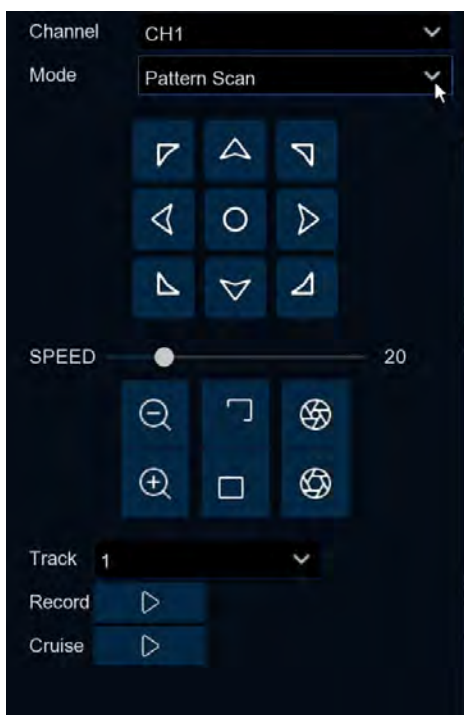 Channel CH1
Mode Pattern Scan
SPEED 20
Track 1
Record
Cruise